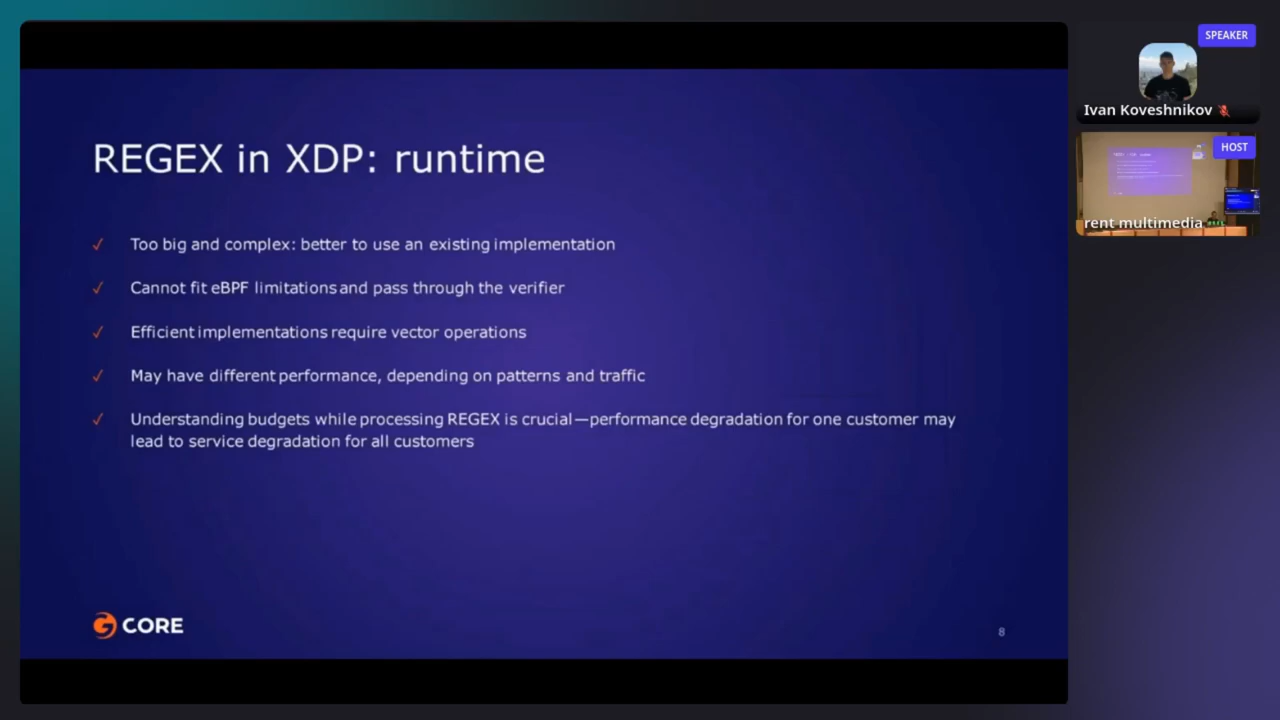 REGEX in XDP: runtime
✓ Too big and complex: better to use an existing implementation
✓ Cannot fit eBPF limitations and pass through the verifier
✓ Efficient implementations require vector operations
✓ May have different performance, depending on patterns and traffic
✓ Understanding budgets while processing REGEX is crucial—performance degradation for one customer may
lead to service degradation for all customers
G CORE
8
SPEAKER
Ivan Koveshnikov
HOST
rent multimedia